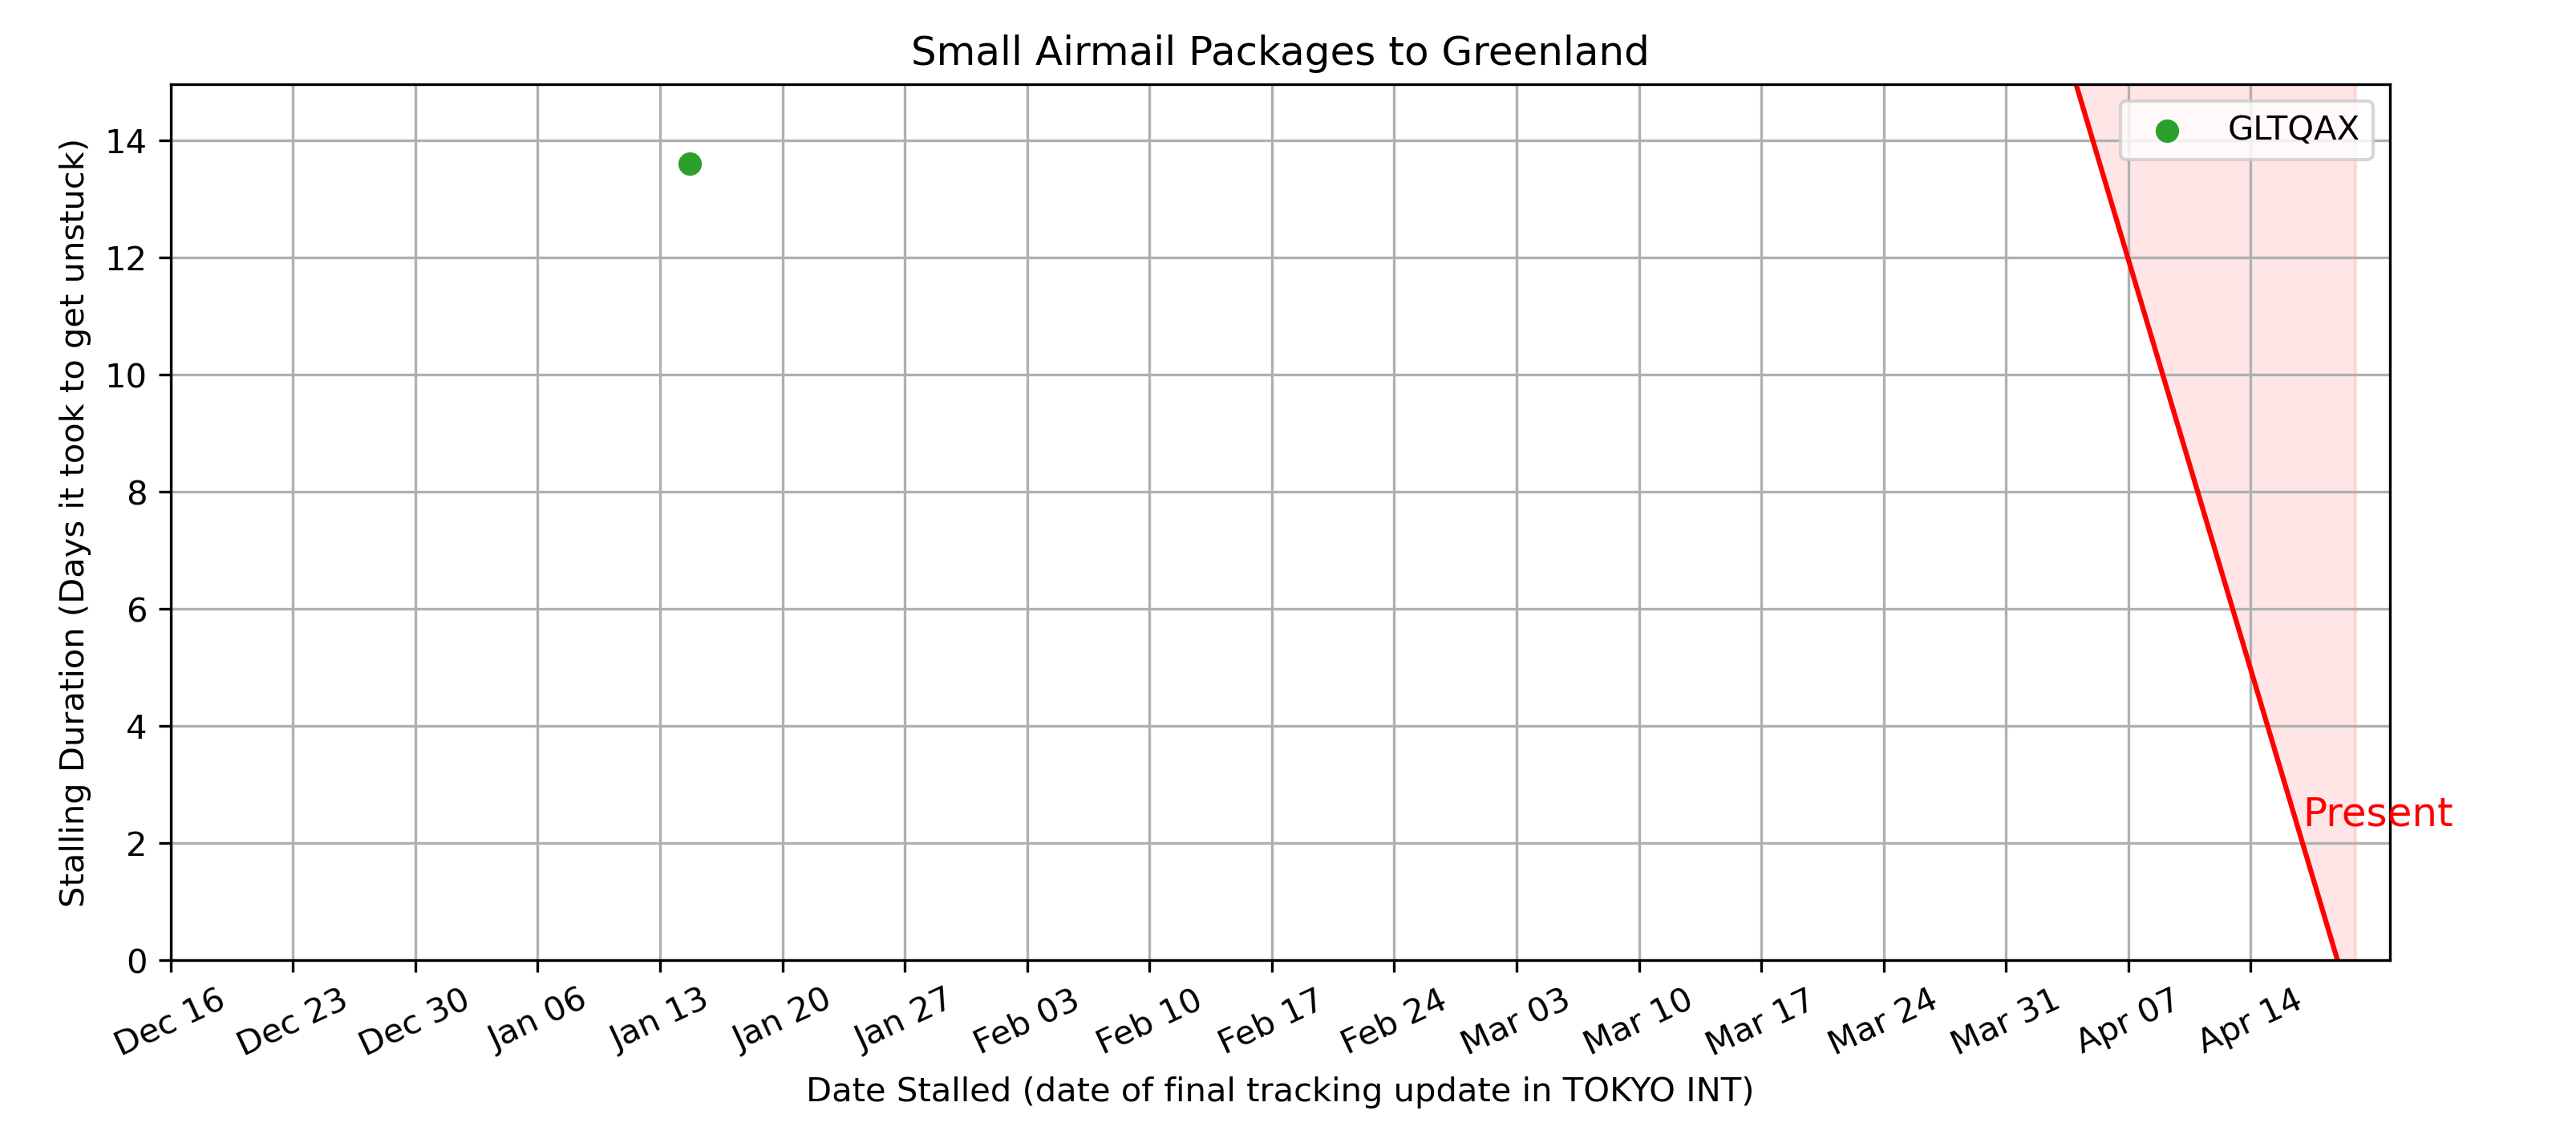 Small Airmail Packages to Greenland
GLTQAX
Stalling Duration (Days it took to get unstuck)
14
12
10
8
6
4
2
0
Present
Dec 16
Dec 23
Dec 30
Jan 06
Jan 13
Jan 20
Jan 27
Feb 03
Feb 10
Feb 17
Feb 24
Mar 03
Mar 10
Mar 17
Mar 24
Mar 31
Apr 07
Apr 14
Date Stalled (date of final tracking update in TOKYO INT)